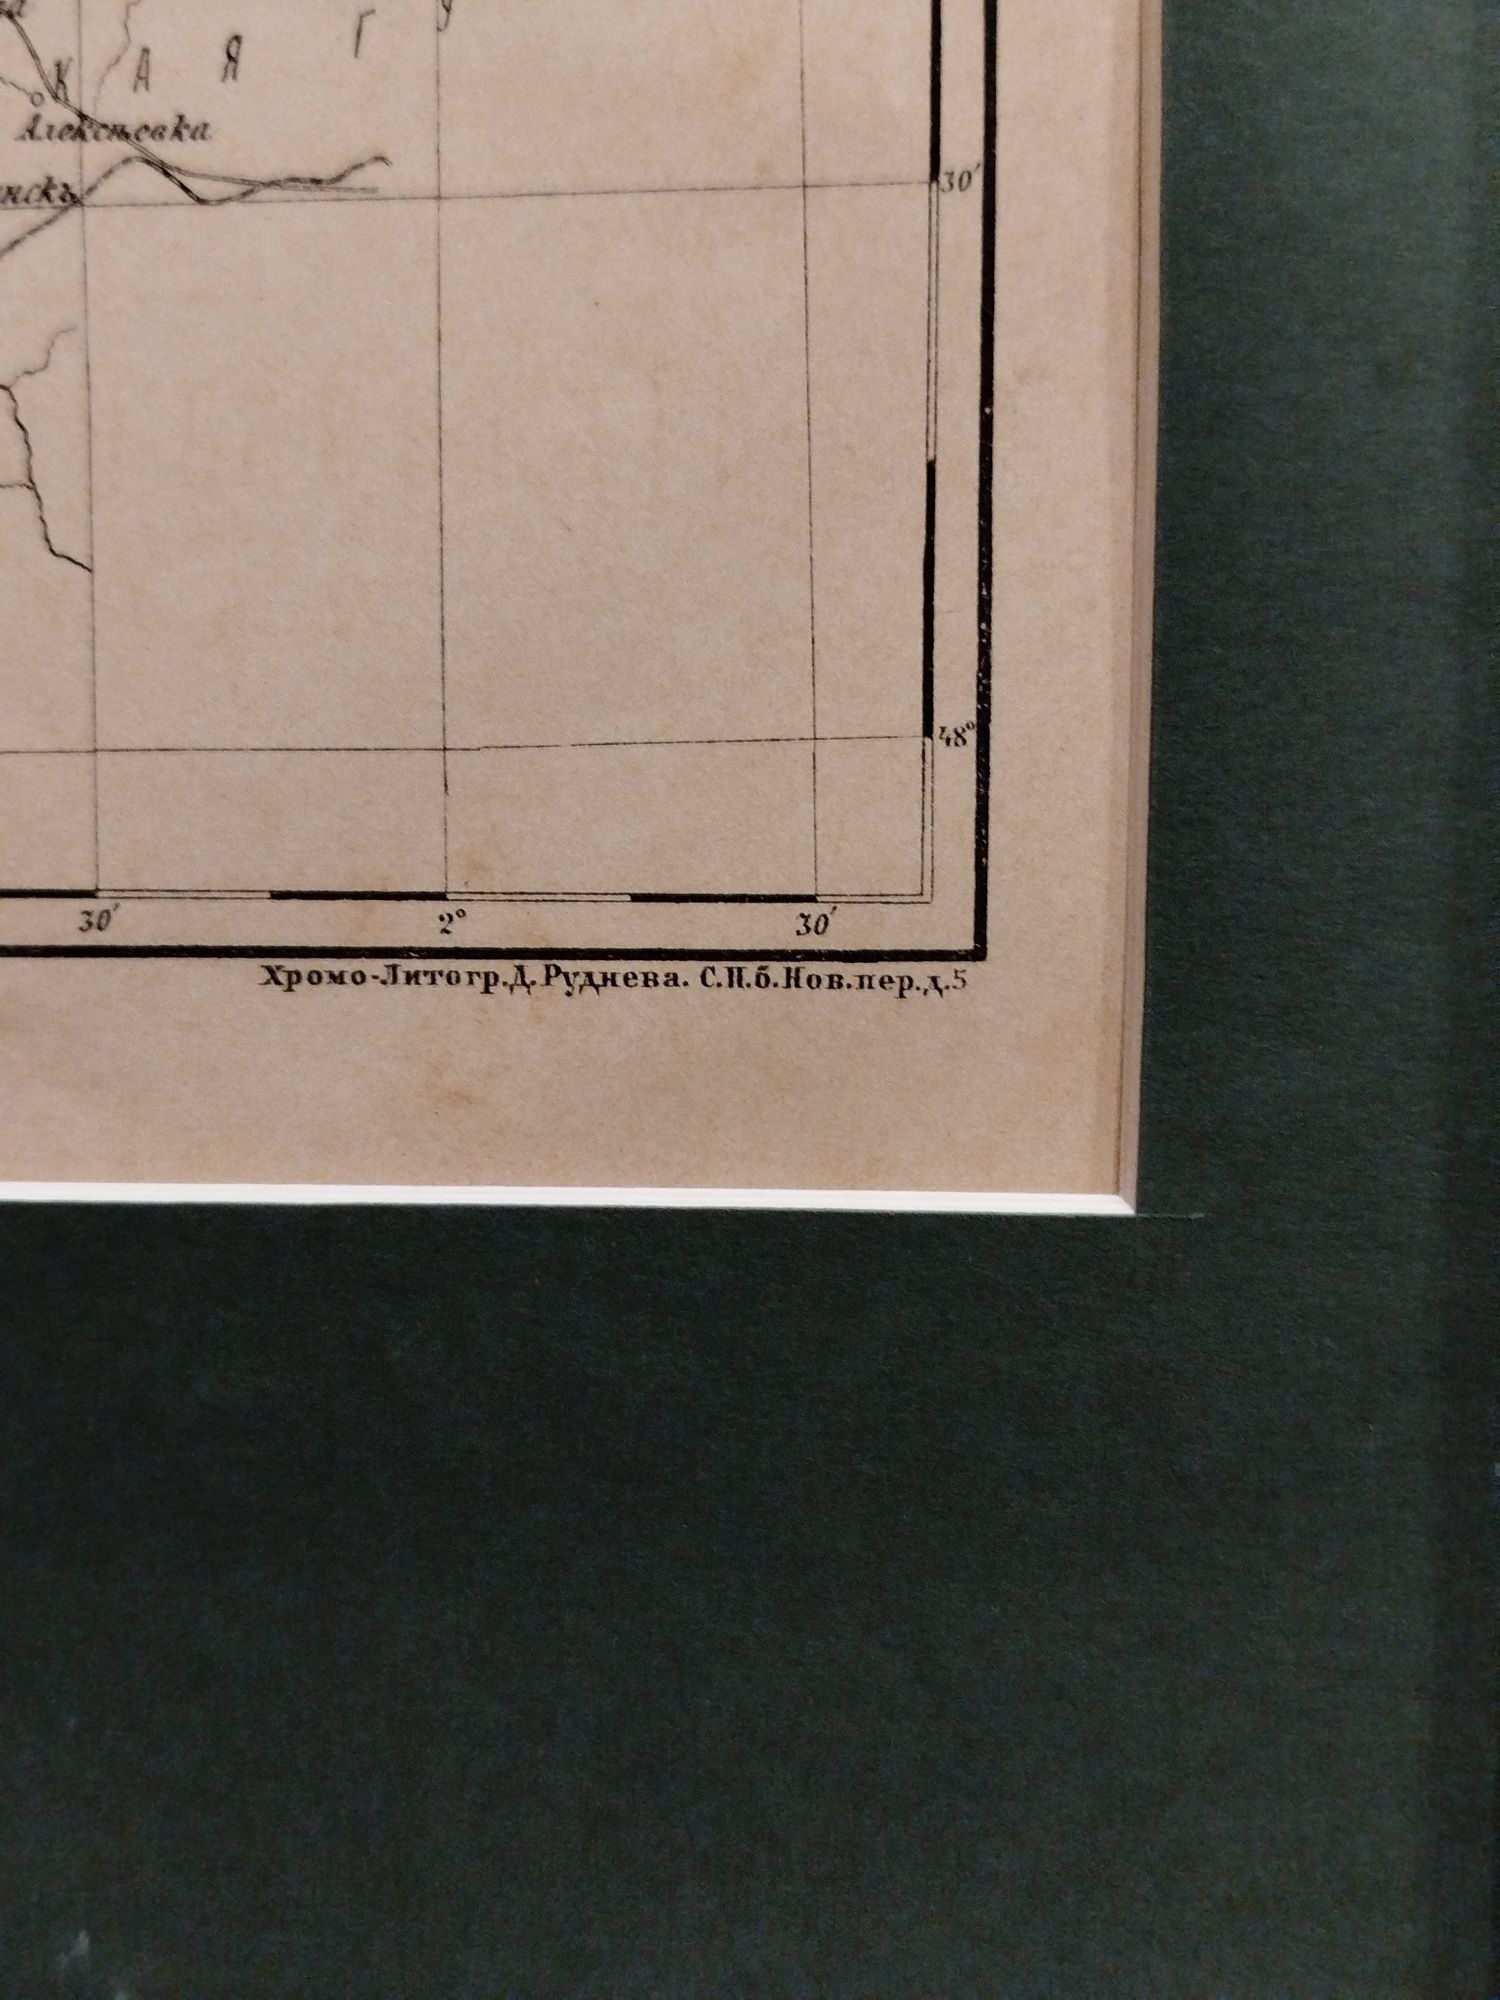 К А Я Г У
Алексѣевка
нскъ
30′
48°
30′ 2° 30′
Хромо-Литогр.Д.Руднева. С.П.б.Нов.пер.д.5